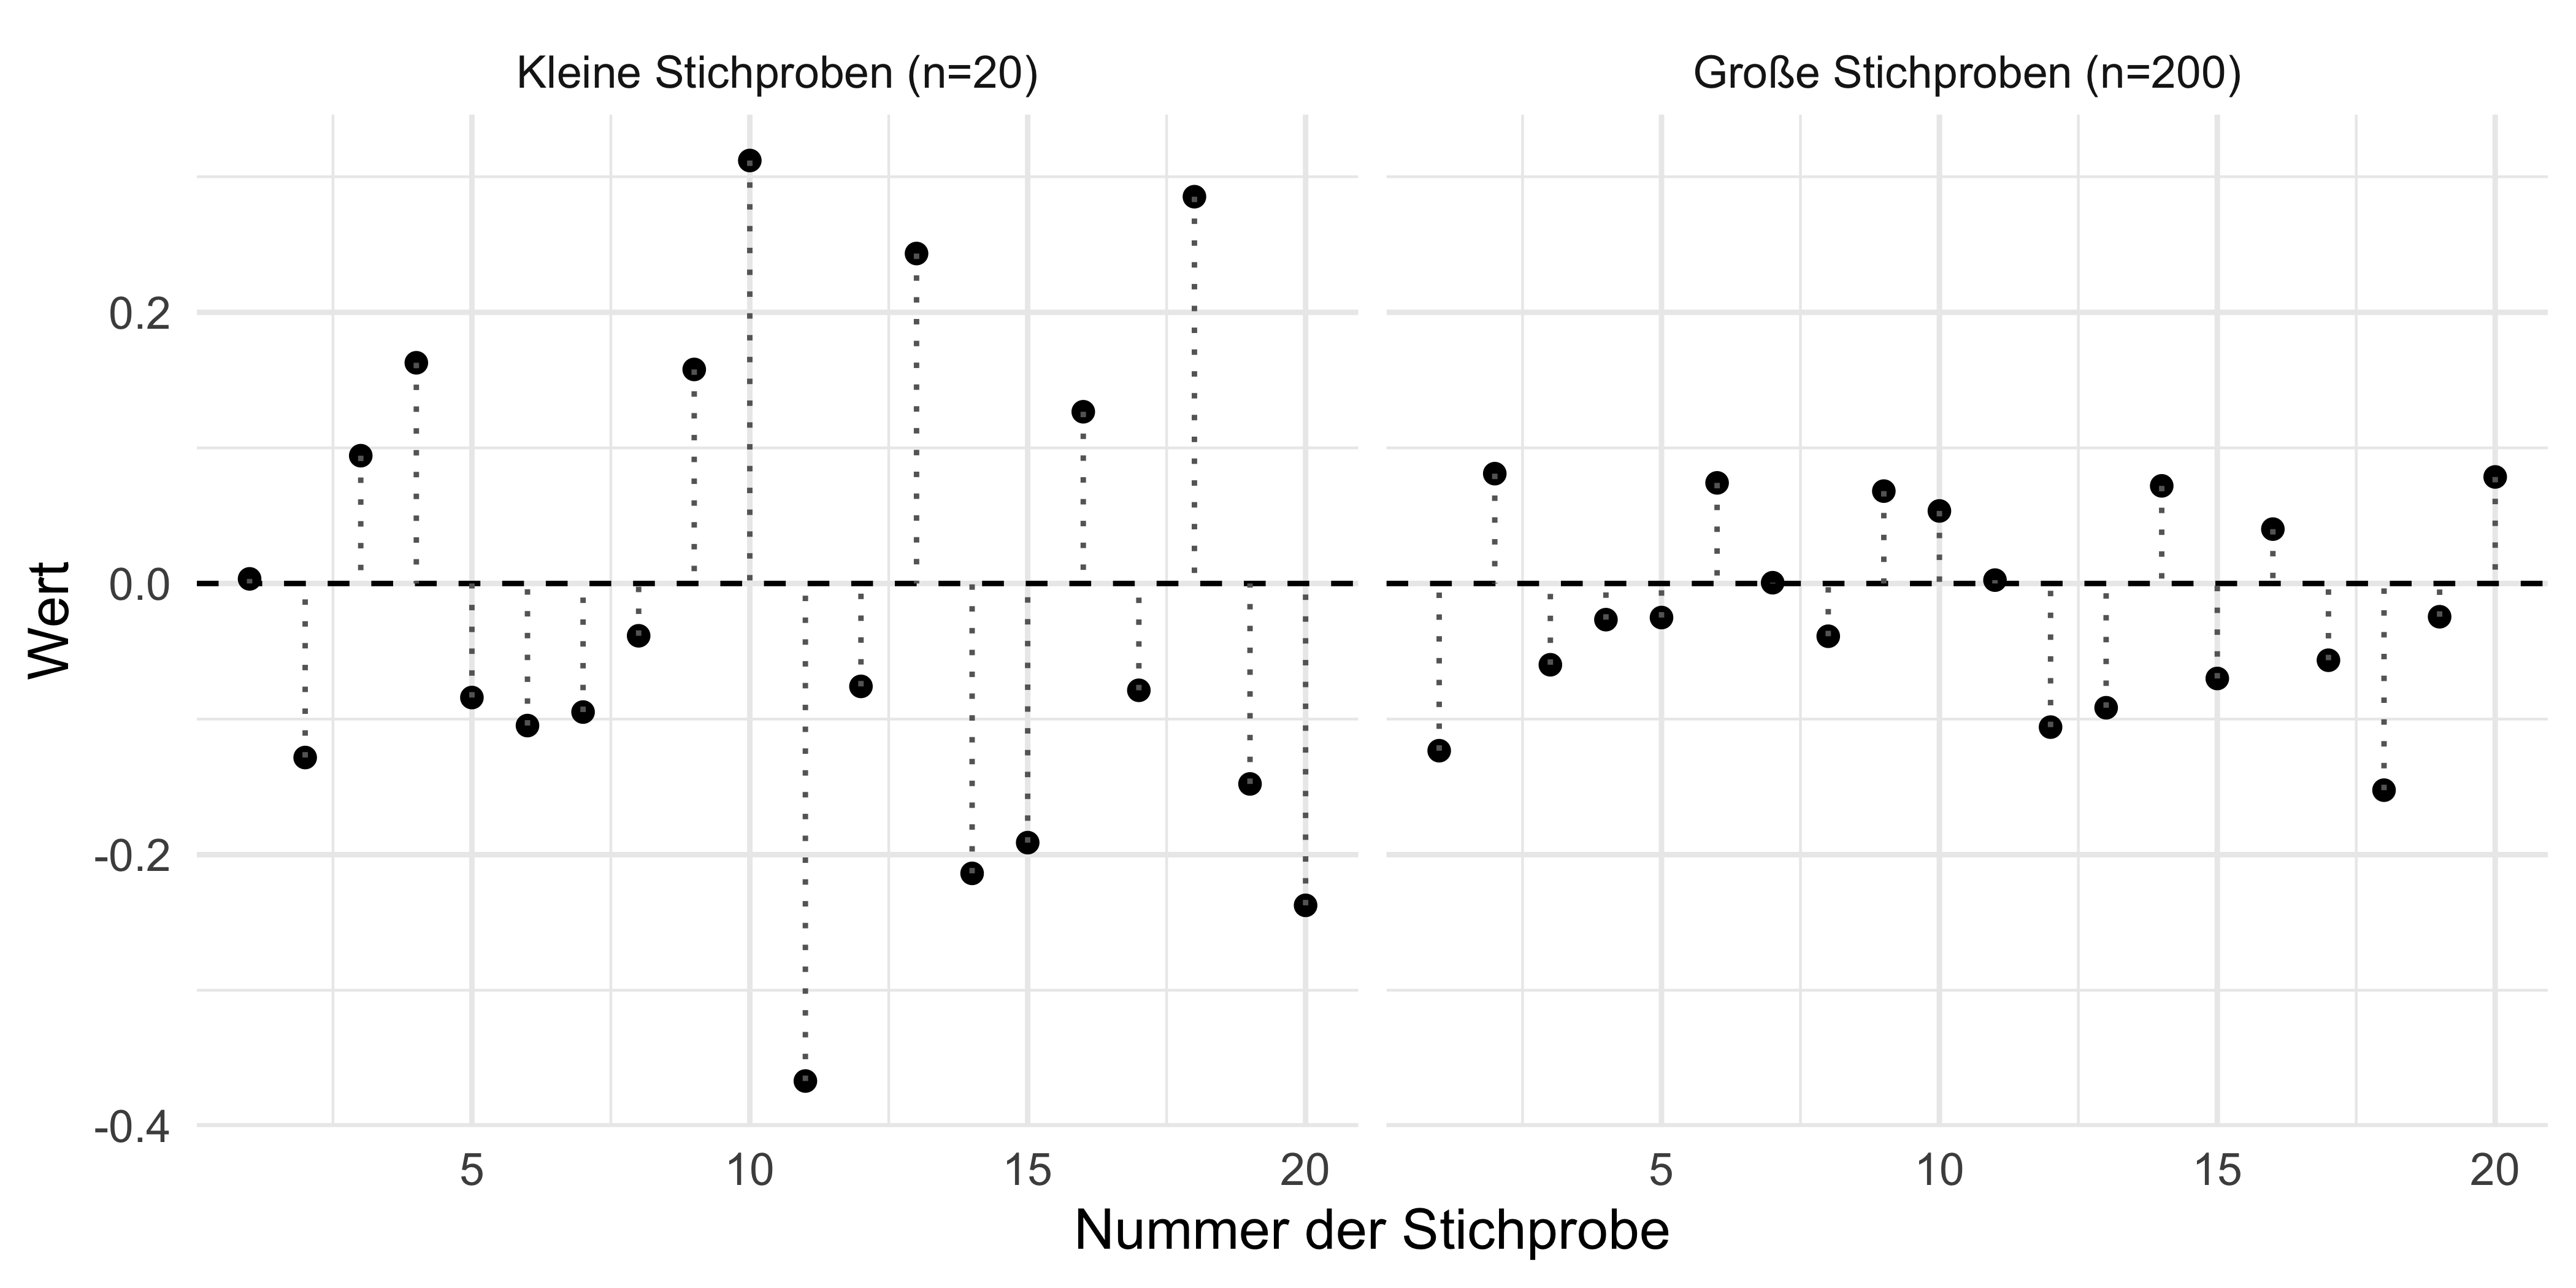 Kleine Stichproben (n=20)
Große Stichproben (n=200)
Wert
0.2
0.0
-0.2
-0.4
5 10 15 20
5 10 15 20
Nummer der Stichprobe